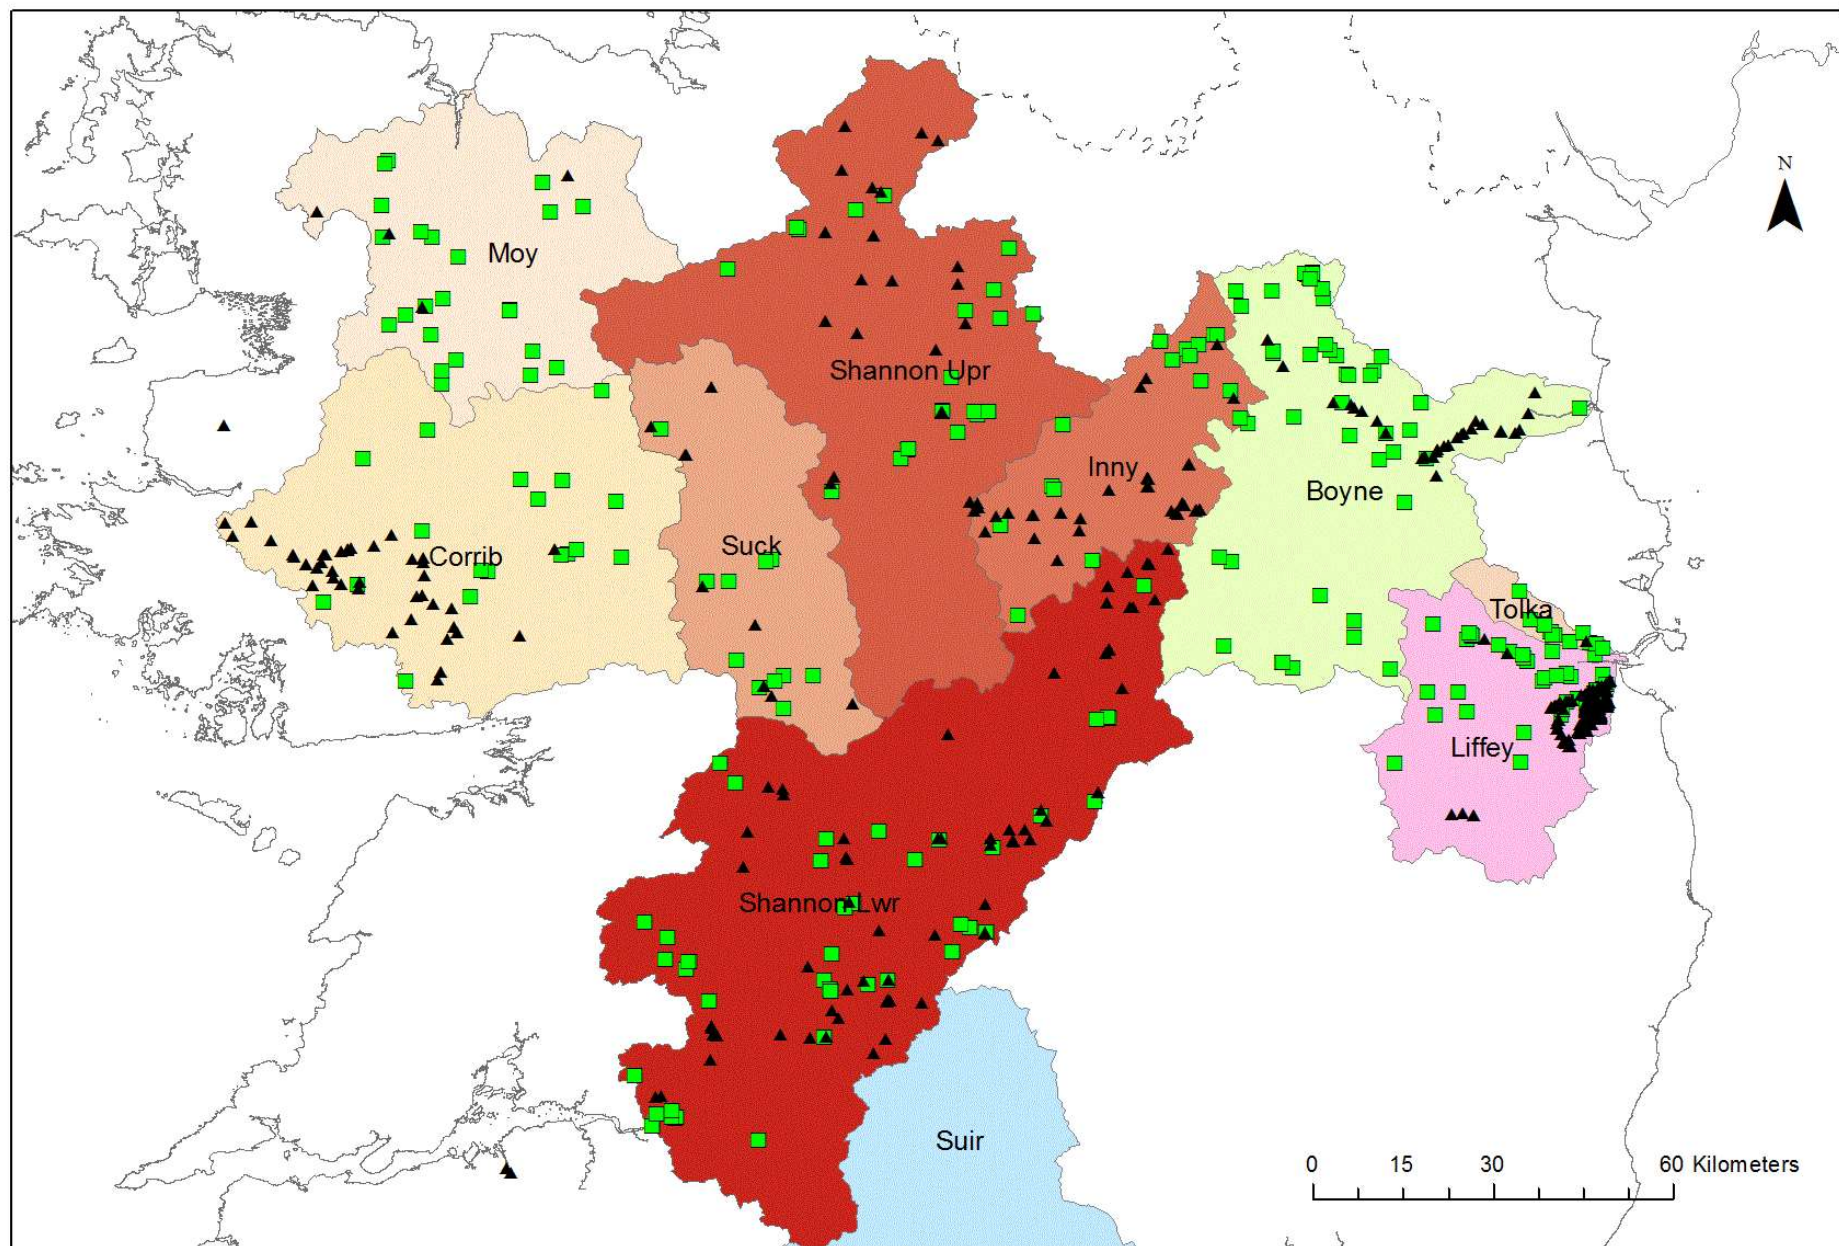 N
Moy
Shannon Upr
Inny
Boyne
Suck
Corrib
Tolka
Liffey
Shannon Lwr
Suir
0 15 30 60 Kilometers